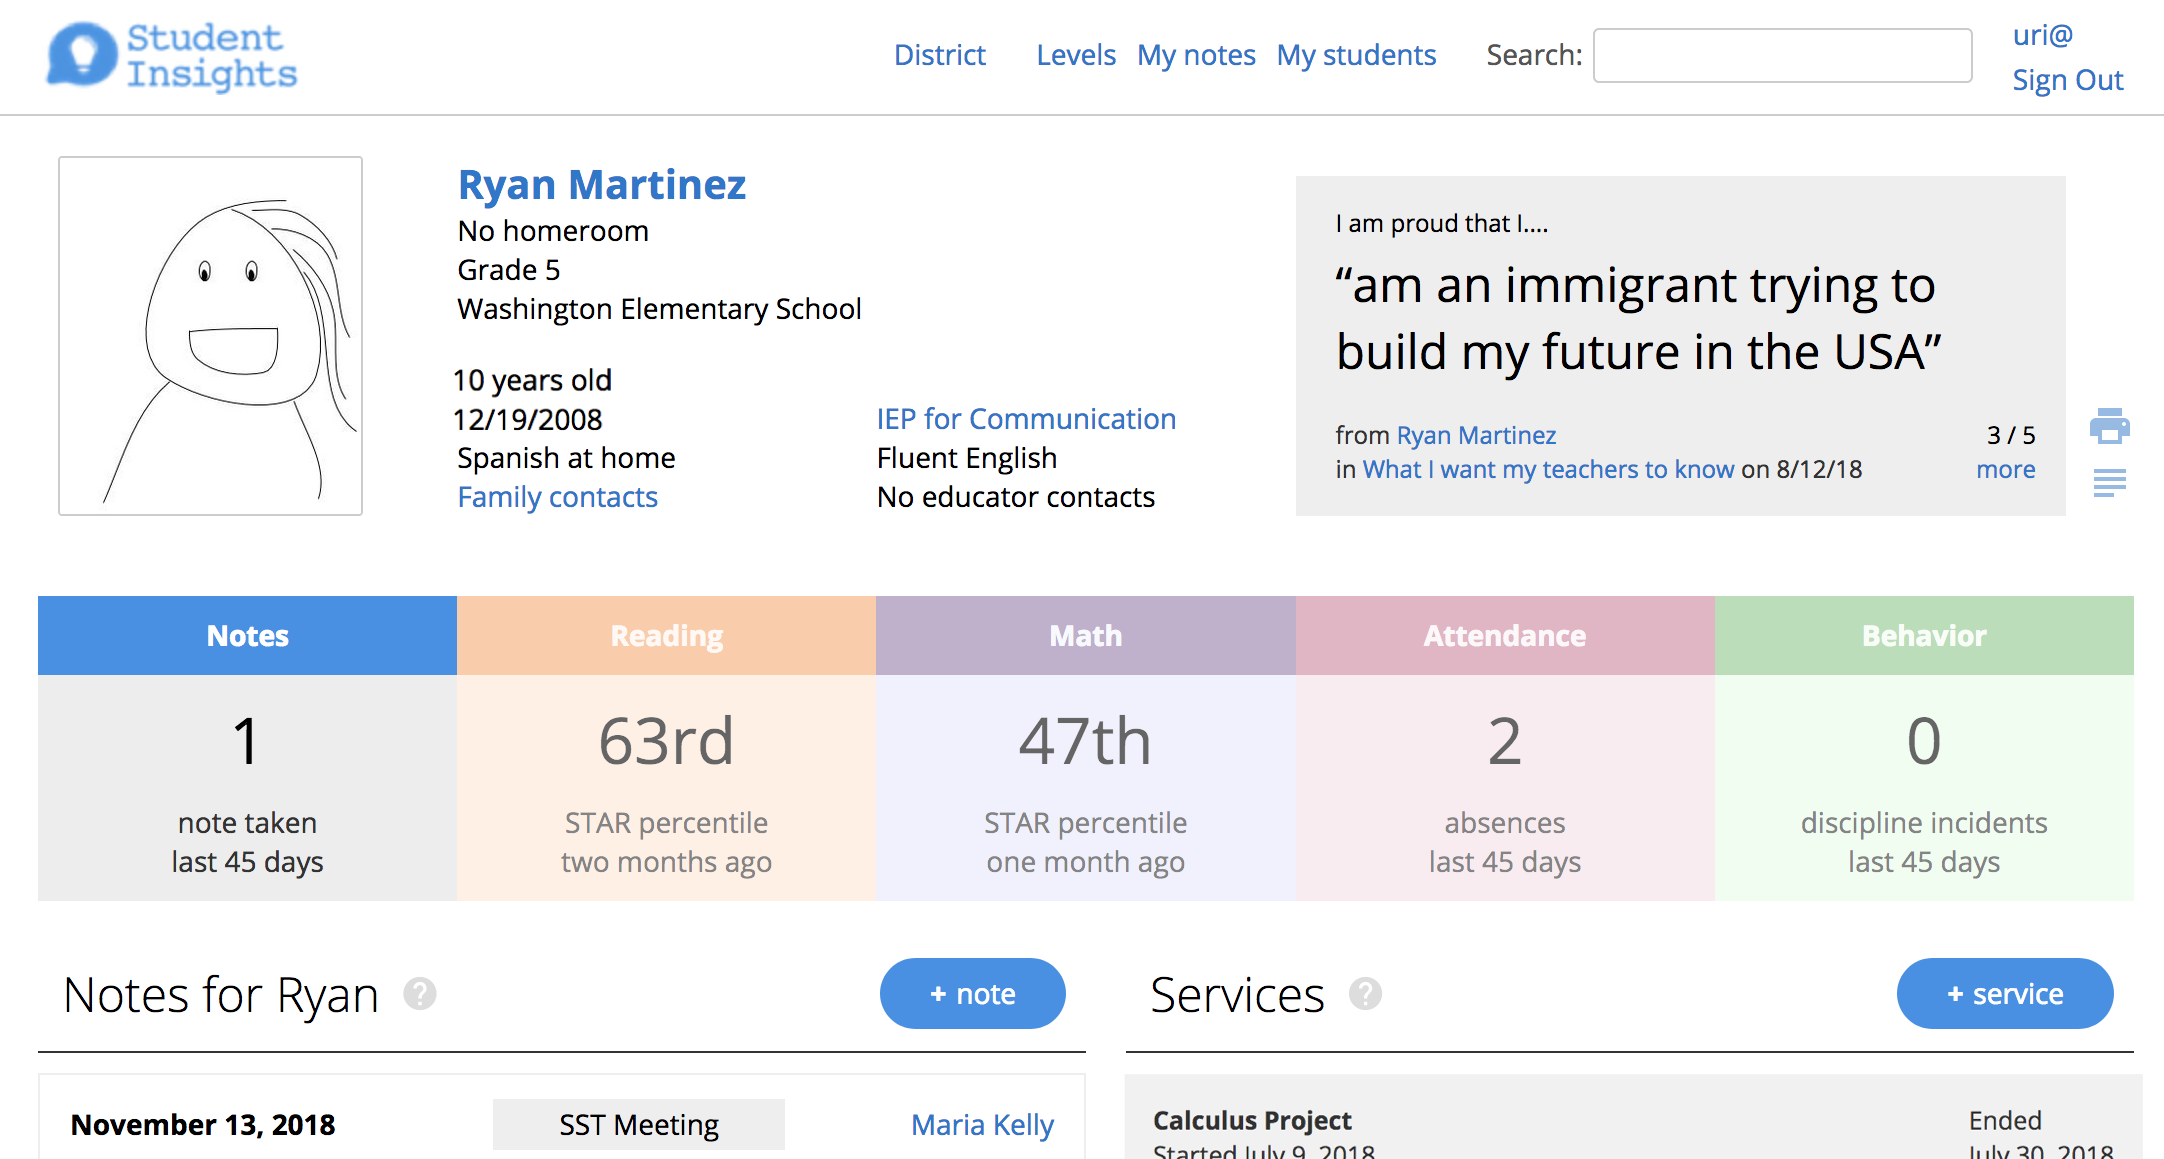 Student
Insights
District Levels My notes My students Search:
uri@
Sign Out
Ryan Martinez
No homeroom
Grade 5
Washington Elementary School
10 years old
12/19/2008
Spanish at home
Family contacts
IEP for Communication
Fluent English
No educator contacts
I am proud that I....
“am an immigrant trying to
build my future in the USA”
from Ryan Martinez 3 / 5
in What I want my teachers to know on 8/12/18 more
Notes Reading Math Attendance Behavior
1 63rd 47th 2 0
note taken STAR percentile STAR percentile absences discipline incidents
last 45 days two months ago one month ago last 45 days last 45 days
Notes for Ryan ? + note
Services ? + service
November 13, 2018 SST Meeting Maria Kelly
Calculus Project Ended
Started July 9, 2018 July 30, 2018